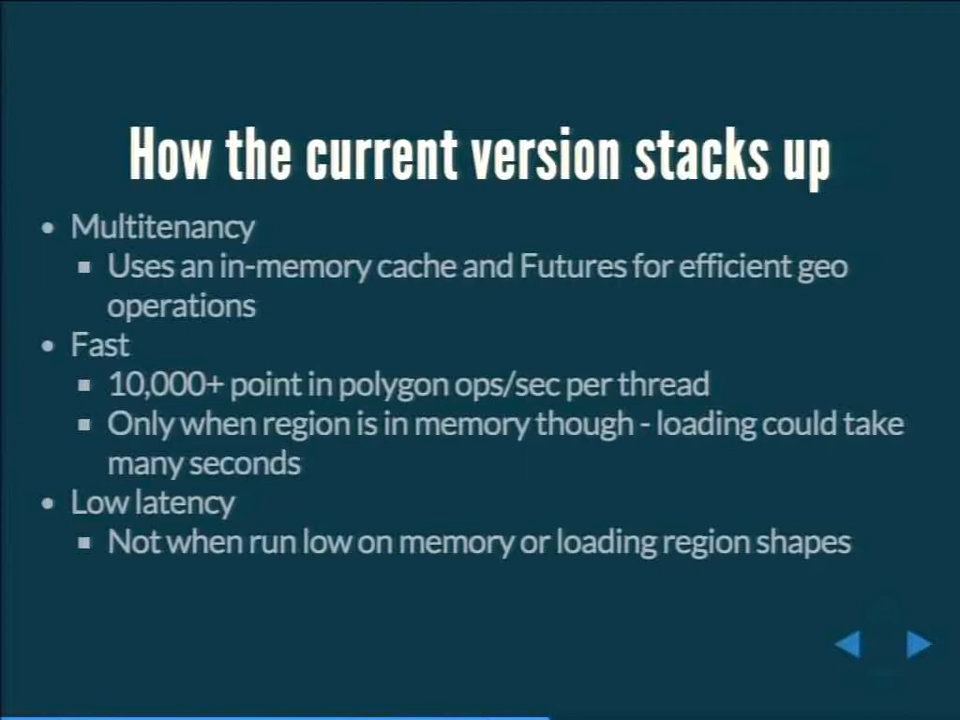 How the current version stacks up
Multitenancy
Uses an in-memory cache and Futures for efficient geo
operations
Fast
10,000+ point in polygon ops/sec per thread
Only when region is in memory though - loading could take
many seconds
Low latency
Not when run low on memory or loading region shapes